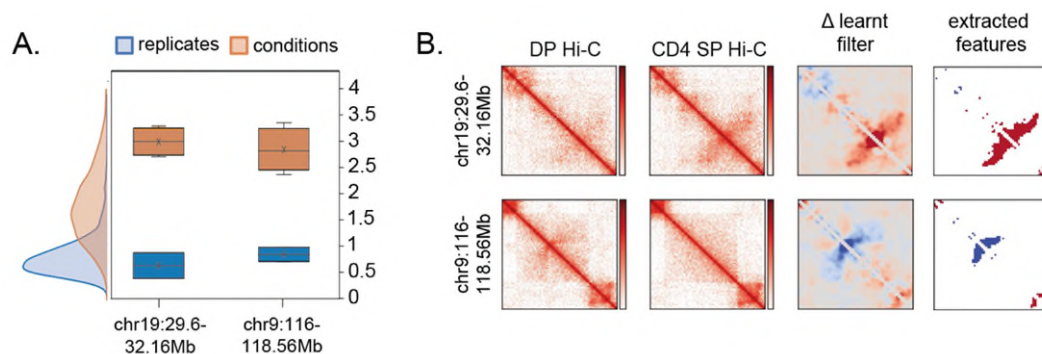 A.
replicates conditions
4
3.5
3
2.5
2
1.5
1
0.5
0
chr19:29.6-
32.16Mb
chr9:116-
118.56Mb
B.
DP Hi-C
CD4 SP Hi-C
Δ learnt
filter
extracted
features
chr19:29.6-
32.16Mb
chr9:116-
118.56Mb